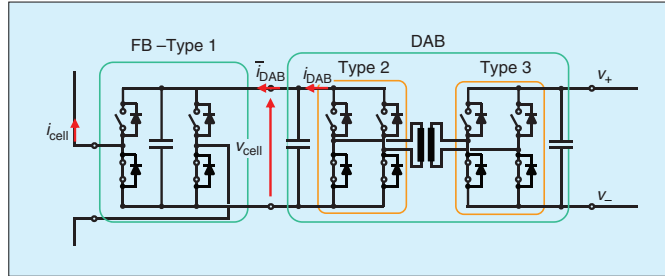 FB –Type 1
DAB
i̅DAB
iDAB
Type 2
Type 3
v+
icell
vcell
v–